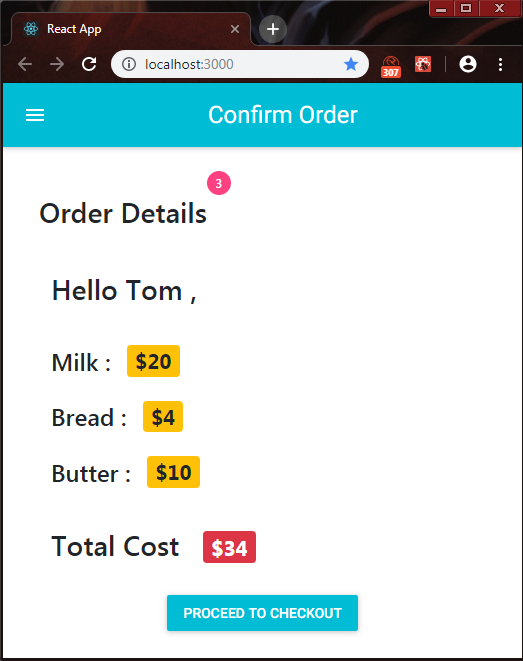 React App
localhost:3000
307
Confirm Order
3
Order Details
Hello Tom ,
Milk : $20
Bread : $4
Butter : $10
Total Cost $34
PROCEED TO CHECKOUT